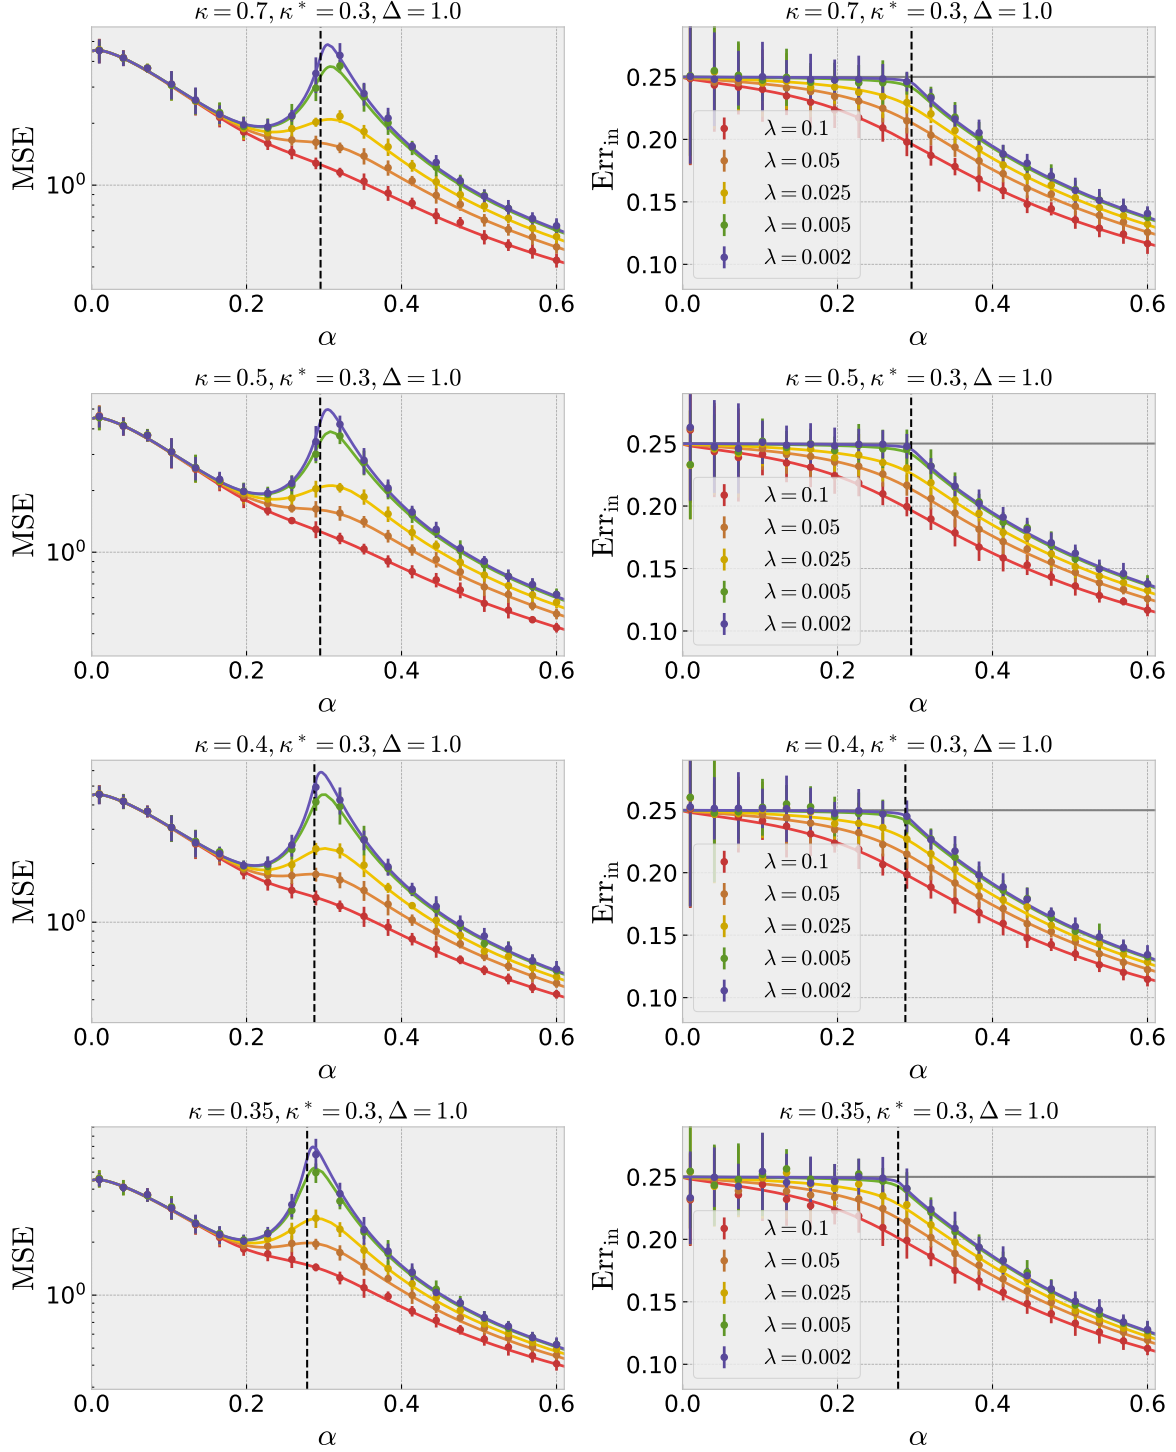 κ = 0.7, κ* = 0.3, Δ = 1.0
MSE
10⁰
0.0 0.2 0.4 0.6
α
κ = 0.7, κ* = 0.3, Δ = 1.0
Err_in
0.25
0.20
0.15
0.10
λ = 0.1
λ = 0.05
λ = 0.025
λ = 0.005
λ = 0.002
0.0 0.2 0.4 0.6
α
κ = 0.5, κ* = 0.3, Δ = 1.0
MSE
10⁰
0.0 0.2 0.4 0.6
α
κ = 0.5, κ* = 0.3, Δ = 1.0
Err_in
0.25
0.20
0.15
0.10
λ = 0.1
λ = 0.05
λ = 0.025
λ = 0.005
λ = 0.002
0.0 0.2 0.4 0.6
α
κ = 0.4, κ* = 0.3, Δ = 1.0
MSE
10⁰
0.0 0.2 0.4 0.6
α
κ = 0.4, κ* = 0.3, Δ = 1.0
Err_in
0.25
0.20
0.15
0.10
λ = 0.1
λ = 0.05
λ = 0.025
λ = 0.005
λ = 0.002
0.0 0.2 0.4 0.6
α
κ = 0.35, κ* = 0.3, Δ = 1.0
MSE
10⁰
0.0 0.2 0.4 0.6
α
κ = 0.35, κ* = 0.3, Δ = 1.0
Err_in
0.25
0.20
0.15
0.10
λ = 0.1
λ = 0.05
λ = 0.025
λ = 0.005
λ = 0.002
0.0 0.2 0.4 0.6
α